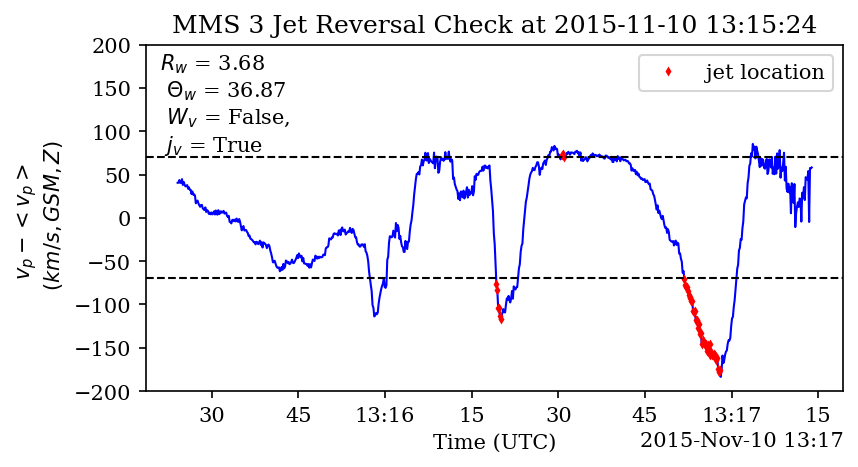 MMS 3 Jet Reversal Check at 2015-11-10 13:15:24
R_w = 3.68
Θ_w = 36.87
W_v = False,
j_v = True
jet location
v_p − < v_p >
(km/s, GSM, Z)
200
150
100
50
0
−50
−100
−150
−200
30 45 13:16 15 30 45 13:17 15
Time (UTC)
2015-Nov-10 13:17